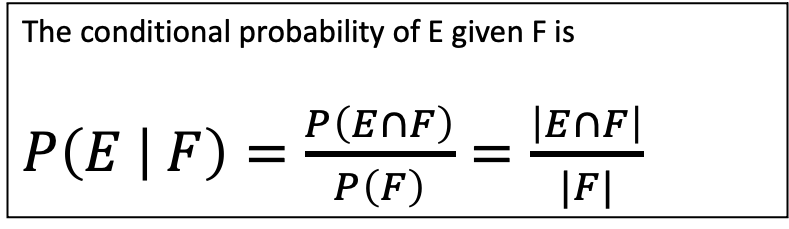 The conditional probability of E given F is
P(E | F) = P(E∩F) / P(F) = |E∩F| / |F|